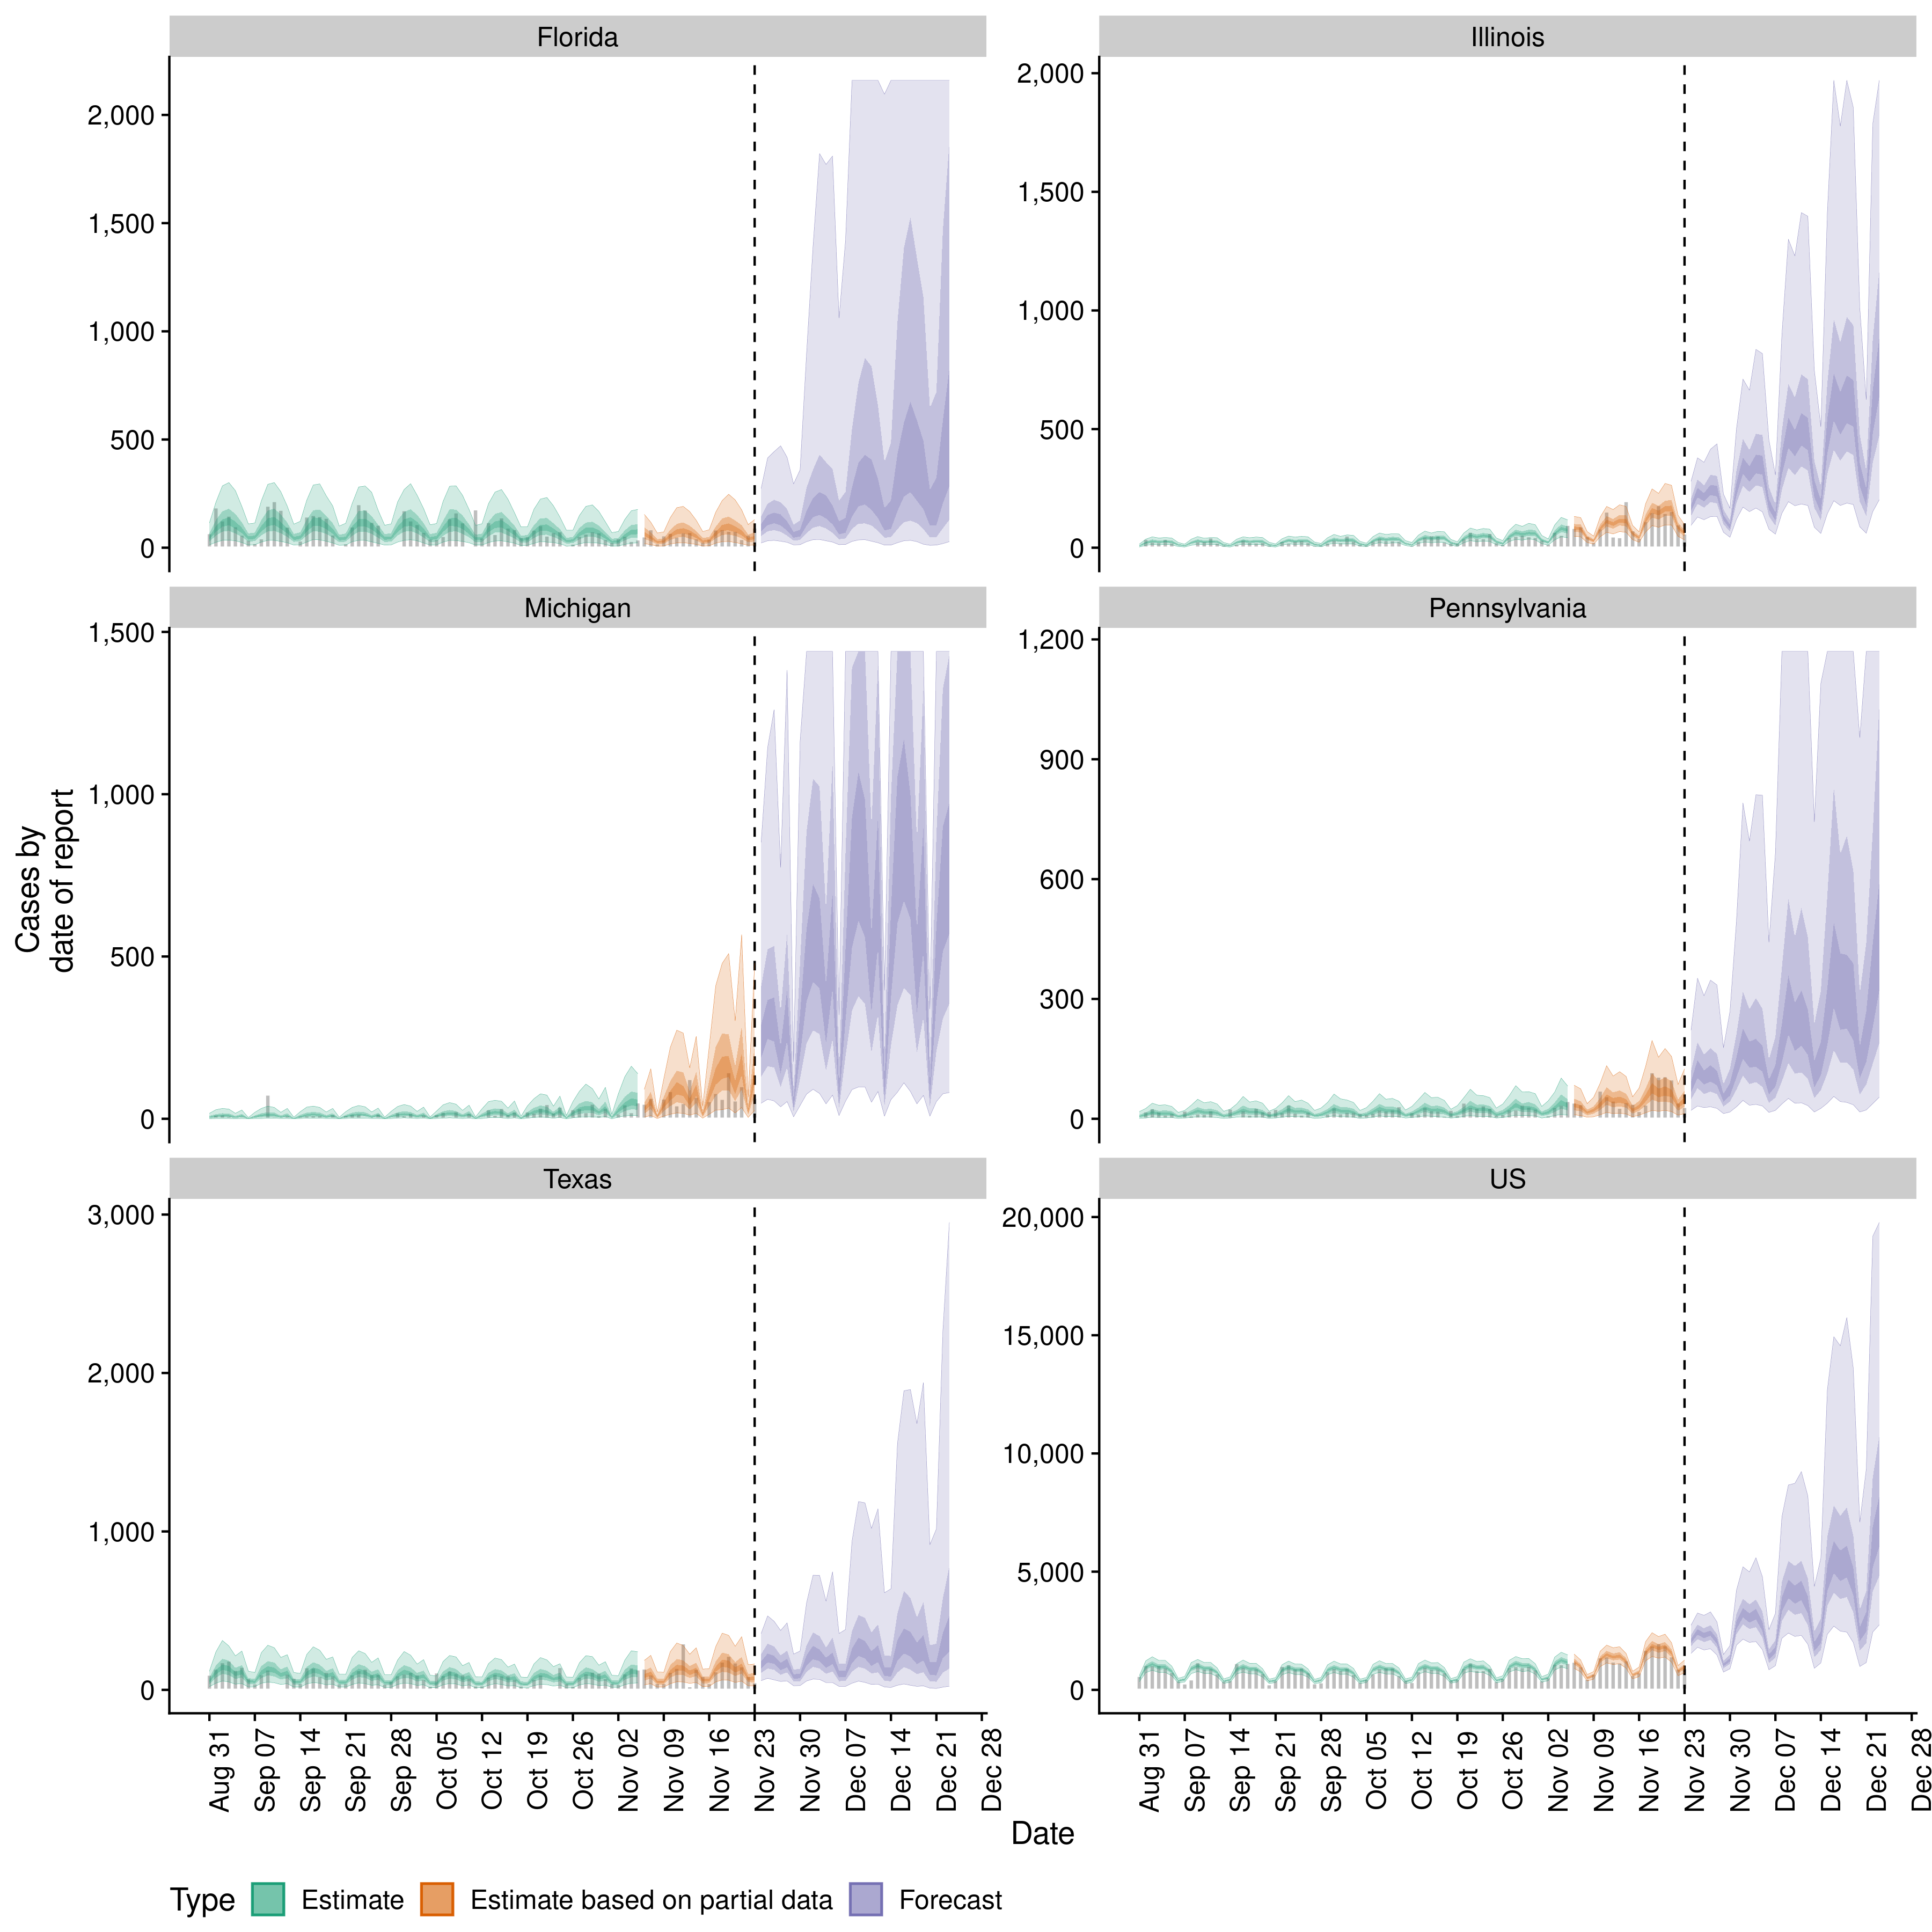 Florida
Illinois
2,000
1,500
1,000
500
0
2,000
1,500
1,000
500
0
Michigan
Pennsylvania
1,500
1,000
500
0
1,200
900
600
300
0
Cases by
date of report
Texas
US
3,000
2,000
1,000
0
20,000
15,000
10,000
5,000
0
Aug 31
Sep 07
Sep 14
Sep 21
Sep 28
Oct 05
Oct 12
Oct 19
Oct 26
Nov 02
Nov 09
Nov 16
Nov 23
Nov 30
Dec 07
Dec 14
Dec 21
Dec 28
Aug 31
Sep 07
Sep 14
Sep 21
Sep 28
Oct 05
Oct 12
Oct 19
Oct 26
Nov 02
Nov 09
Nov 16
Nov 23
Nov 30
Dec 07
Dec 14
Dec 21
Dec 28
Date
Type Estimate Estimate based on partial data Forecast